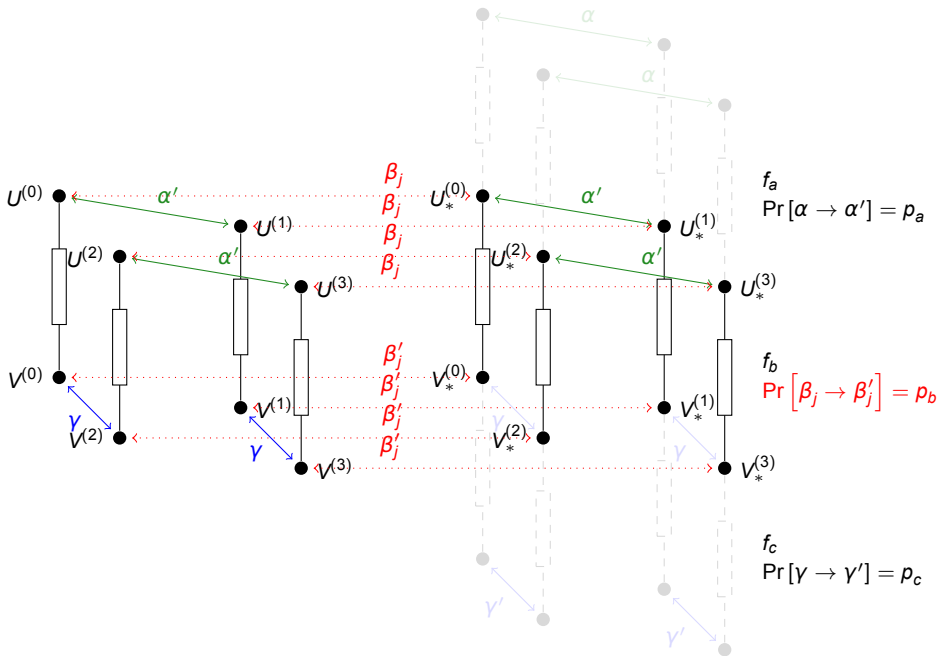 α
α
β_j
U^(0)
α′
β_j
U_*^(0)
α′
f_a
Pr[α → α′] = p_a
U^(1)
β_j
U_*^(1)
U^(2)
α′
β_j
U_*^(2)
α′
U^(3)
U_*^(3)
β′_j
f_b
V^(0)
β′_j
V_*^(0)
Pr[β_j → β′_j] = p_b
γ
V^(1)
β′_j
γ
V_*^(1)
V^(2)
γ
β′_j
V_*^(2)
γ
V^(3)
V_*^(3)
f_c
Pr[γ → γ′] = p_c
γ′
γ′